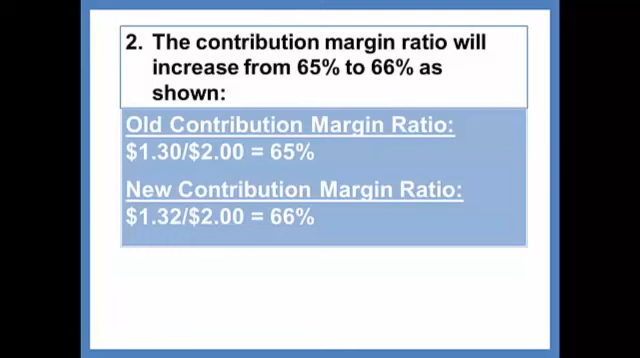 2. The contribution margin ratio will
increase from 65% to 66% as
shown:
Old Contribution Margin Ratio:
$1.30/$2.00 = 65%
New Contribution Margin Ratio:
$1.32/$2.00 = 66%